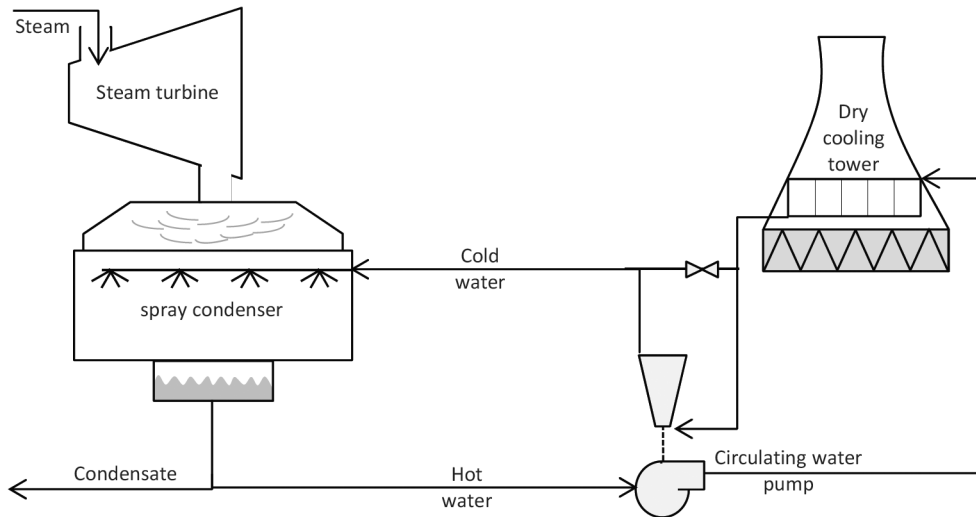 Steam
Steam turbine
Dry
cooling
tower
Cold
water
spray condenser
Condensate
Hot
water
Circulating water
pump